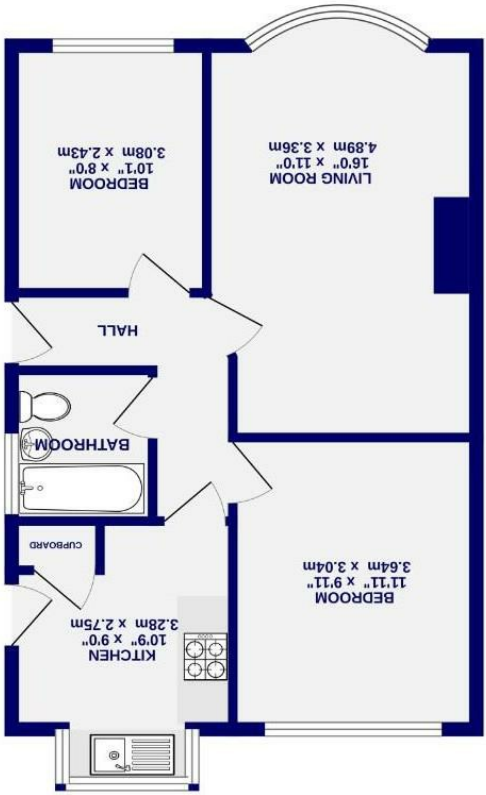 KITCHEN
10'9" x 9'0"
3.28m x 2.75m
BEDROOM
11'11" x 9'11"
3.64m x 3.04m
CUPBOARD
BATHROOM
HALL
LIVING ROOM
16'0" x 11'0"
4.89m x 3.36m
BEDROOM
10'1" x 8'0"
3.08m x 2.43m